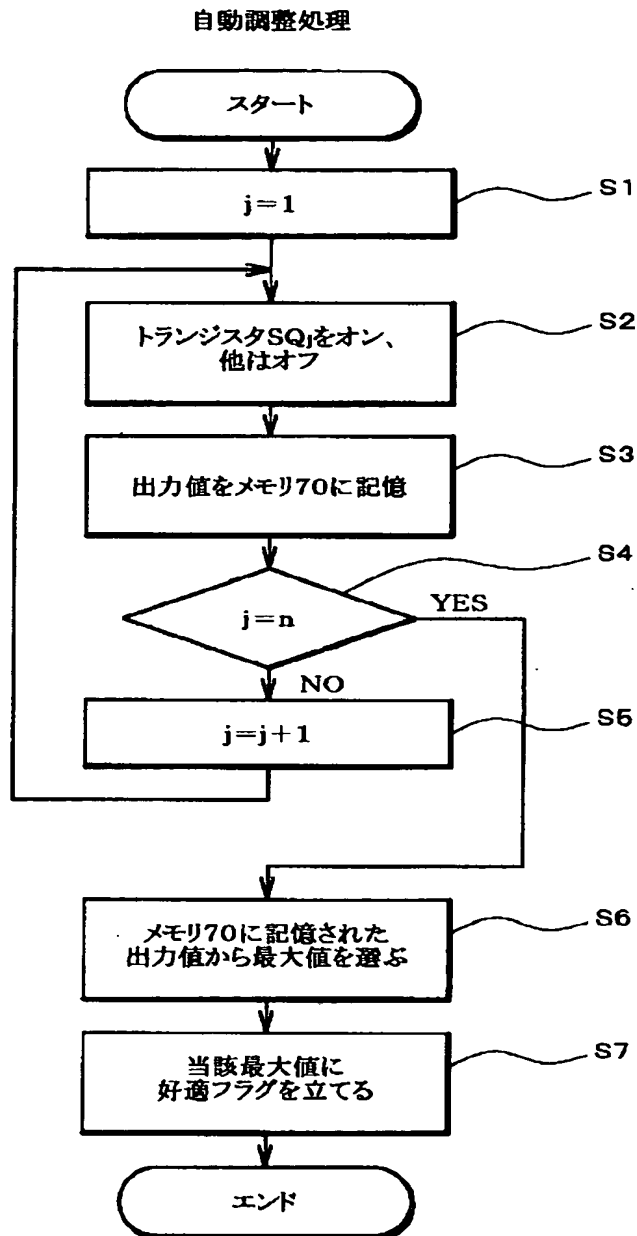 自動調整処理
スタート
j=1
S1
トランジスタSQjをオン、
他はオフ
S2
出力値をメモリ70に記憶
S3
S4
j=n
YES
NO
j=j+1
S5
メモリ70に記憶された
出力値から最大値を選ぶ
S6
当該最大値に
好適フラグを立てる
S7
エンド